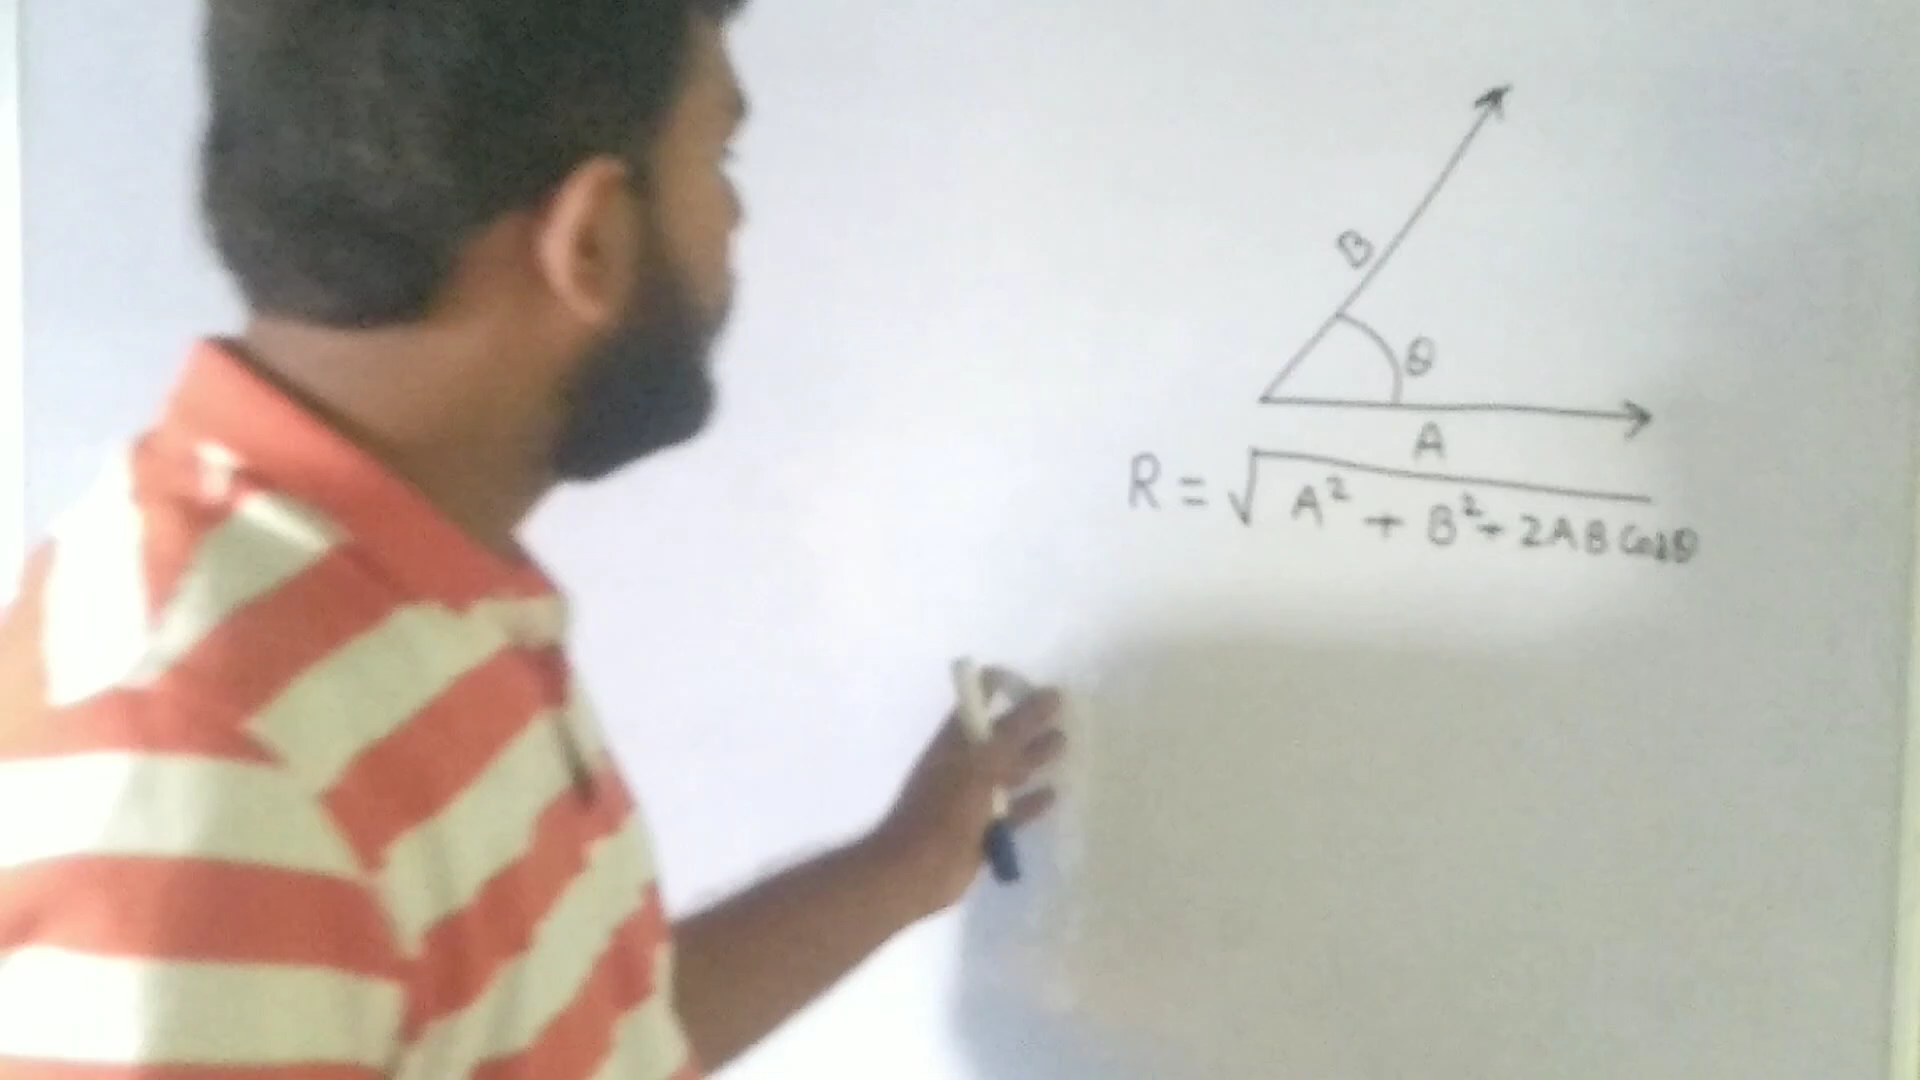 B
θ
A
R = √A² + B² + 2AB Cosθ